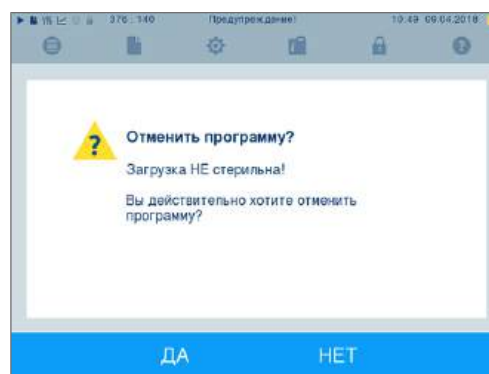 376 : 140 Предупреждение! 10:49 09.04.2018
?
Отменить программу?
Загрузка НЕ стерильна!
Вы действительно хотите отменить
программу?
ДА НЕТ